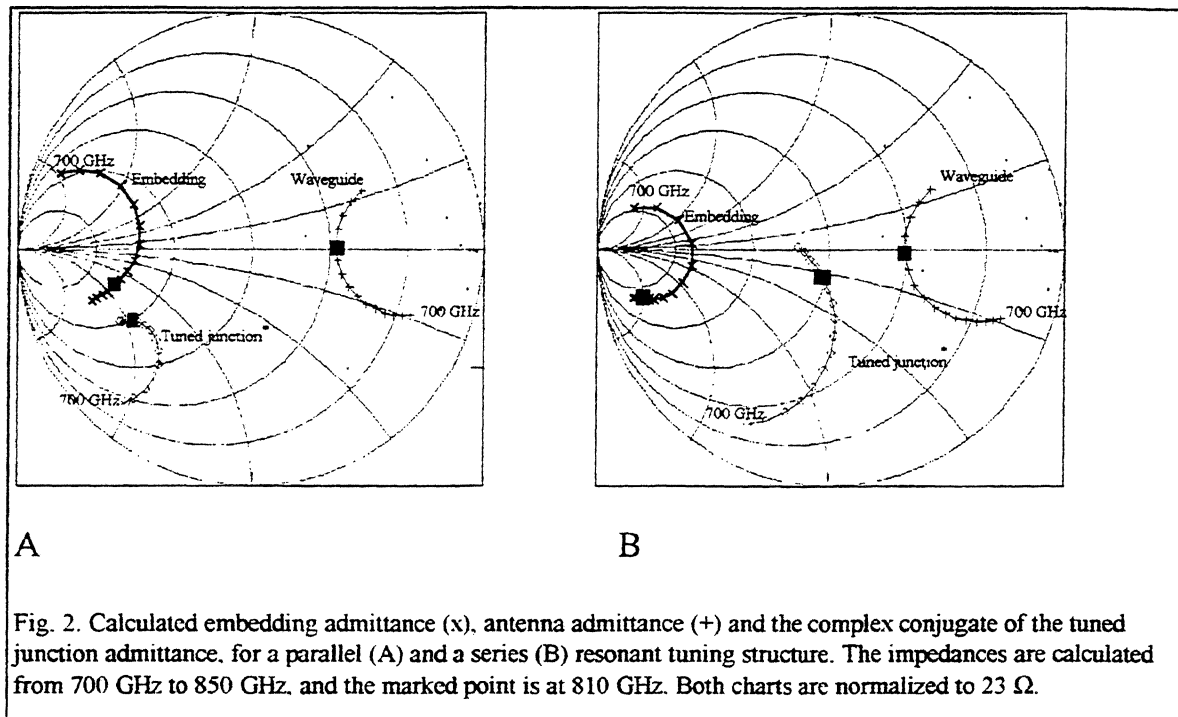 700 GHz
Embedding
Waveguide
700 GHz
Tuned junction
700 GHz
700 GHz
Embedding
Waveguide
700 GHz
Tuned junction
700 GHz
A
B
Fig. 2. Calculated embedding admittance (x), antenna admittance (+) and the complex conjugate of the tuned
junction admittance, for a parallel (A) and a series (B) resonant tuning structure. The impedances are calculated
from 700 GHz to 850 GHz, and the marked point is at 810 GHz. Both charts are normalized to 23 Ω.